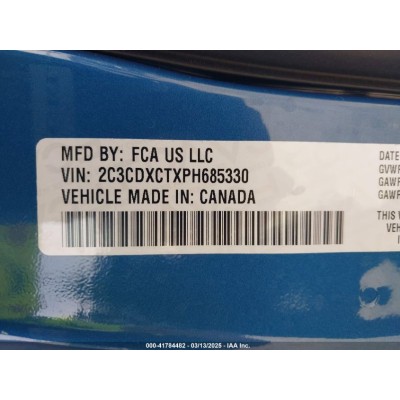 MFD BY: FCA US LLC
VIN: 2C3CDXCTXPH685330
VEHICLE MADE IN: CANADA
DATE
GVWR
GAWR
GAWR
THIS V
VEH
I
000-41784482 - 03/13/2025 - IAA Inc.